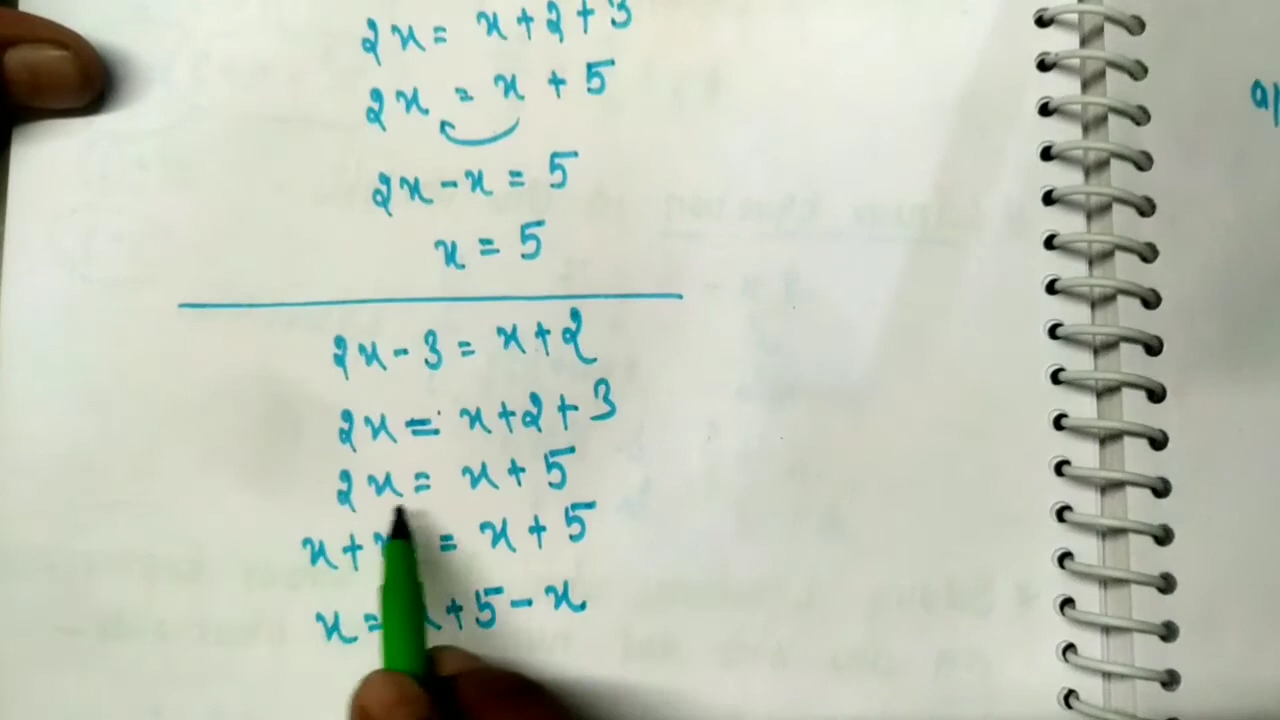 2x = x + 2 + 3
2x = x + 5
2x - x = 5
x = 5
2x - 3 = x + 2
2x = x + 2 + 3
2x = x + 5
x + x = x + 5
x = x + 5 - x